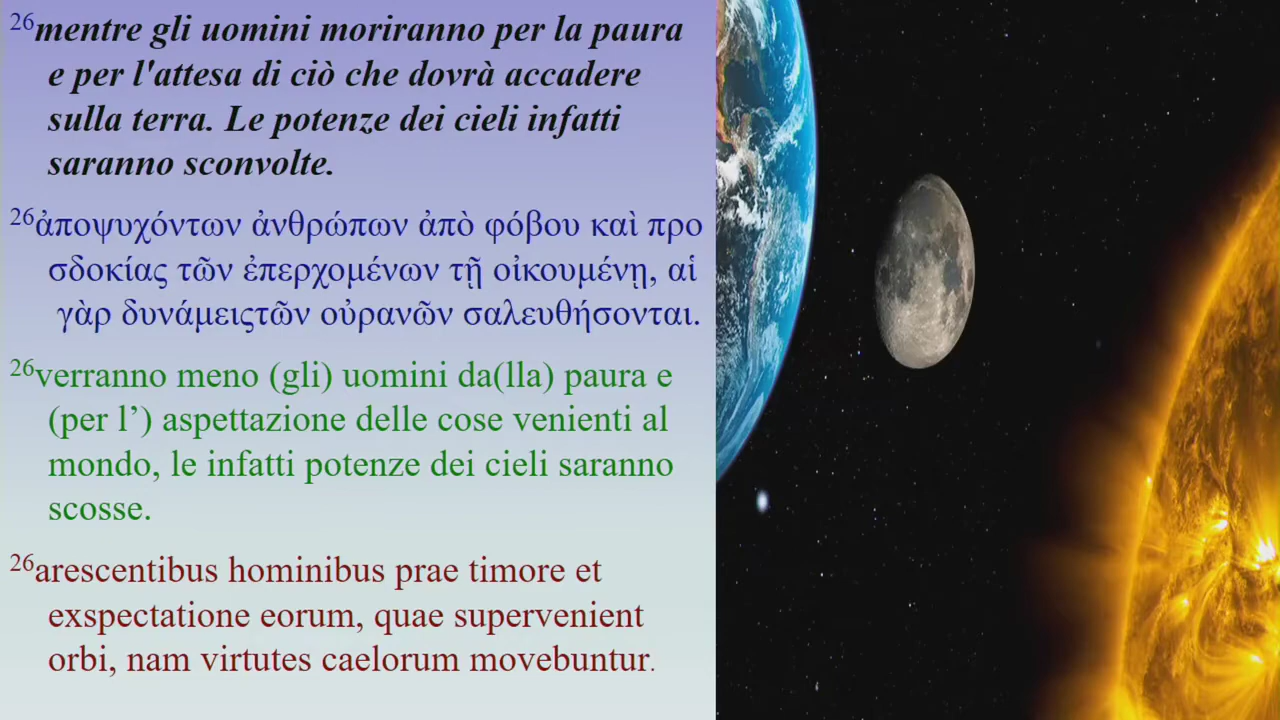 26mentre gli uomini moriranno per la paura
e per l'attesa di ciò che dovrà accadere
sulla terra. Le potenze dei cieli infatti
saranno sconvolte.
26ἀποψυχόντων ἀνθρώπων ἀπὸ φόβου καὶ προ
σδοκίας τῶν ἐπερχομένων τῇ οἰκουμένῃ, αἱ
γὰρ δυνάμειςτῶν οὐρανῶν σαλευθήσονται.
26verranno meno (gli) uomini da(lla) paura e
(per l’) aspettazione delle cose venienti al
mondo, le infatti potenze dei cieli saranno
scosse.
26arescentibus hominibus prae timore et
exspectatione eorum, quae supervenient
orbi, nam virtutes caelorum movebuntur.